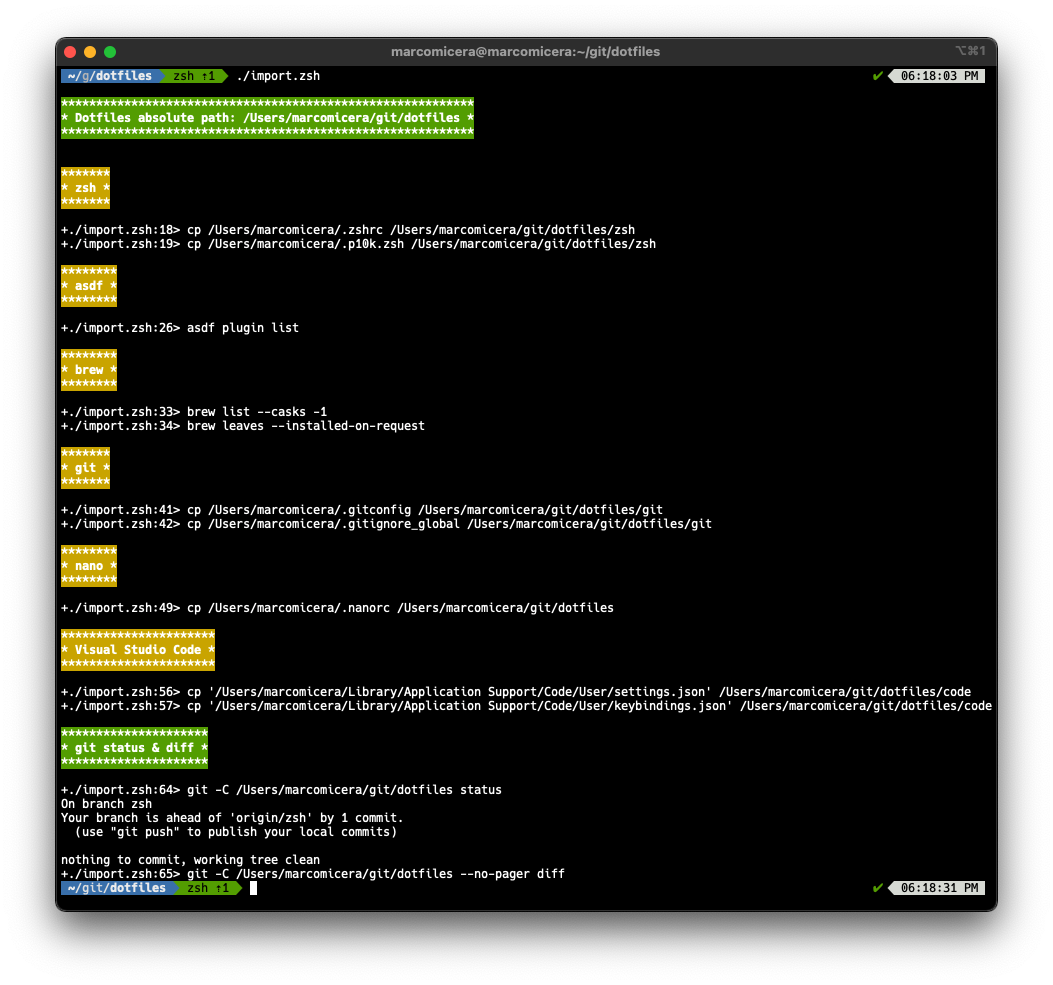 marcomicera@marcomicera:~/git/dotfiles ⌥⌘1
~/g/dotfiles zsh ↑1 ./import.zsh ✔ 06:18:03 PM
***********************************************************
* Dotfiles absolute path: /Users/marcomicera/git/dotfiles *
***********************************************************
*******
* zsh *
*******
+./import.zsh:18> cp /Users/marcomicera/.zshrc /Users/marcomicera/git/dotfiles/zsh
+./import.zsh:19> cp /Users/marcomicera/.p10k.zsh /Users/marcomicera/git/dotfiles/zsh
********
* asdf *
********
+./import.zsh:26> asdf plugin list
********
* brew *
********
+./import.zsh:33> brew list --casks -1
+./import.zsh:34> brew leaves --installed-on-request
*******
* git *
*******
+./import.zsh:41> cp /Users/marcomicera/.gitconfig /Users/marcomicera/git/dotfiles/git
+./import.zsh:42> cp /Users/marcomicera/.gitignore_global /Users/marcomicera/git/dotfiles/git
********
* nano *
********
+./import.zsh:49> cp /Users/marcomicera/.nanorc /Users/marcomicera/git/dotfiles
**********************
* Visual Studio Code *
**********************
+./import.zsh:56> cp '/Users/marcomicera/Library/Application Support/Code/User/settings.json' /Users/marcomicera/git/dotfiles/code
+./import.zsh:57> cp '/Users/marcomicera/Library/Application Support/Code/User/keybindings.json' /Users/marcomicera/git/dotfiles/code
*********************
* git status & diff *
*********************
+./import.zsh:64> git -C /Users/marcomicera/git/dotfiles status
On branch zsh
Your branch is ahead of 'origin/zsh' by 1 commit.
(use "git push" to publish your local commits)
nothing to commit, working tree clean
+./import.zsh:65> git -C /Users/marcomicera/git/dotfiles --no-pager diff
~/git/dotfiles zsh ↑1 ✔ 06:18:31 PM